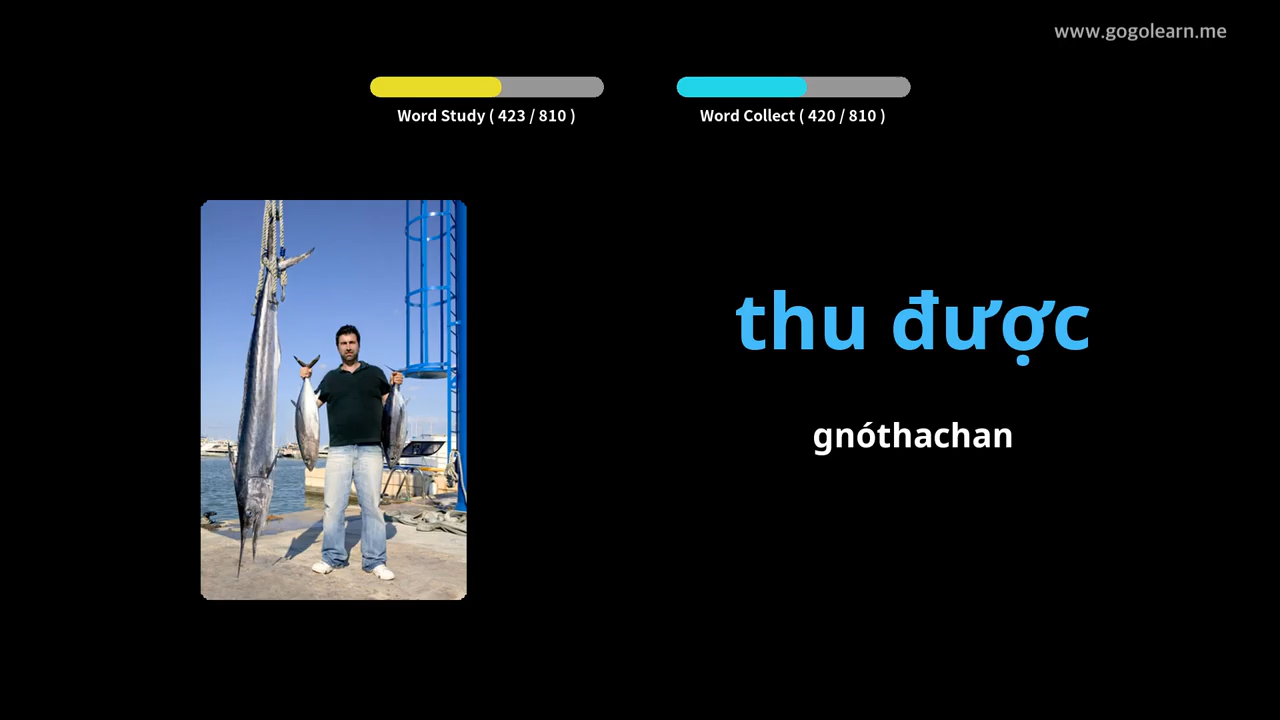 www.gogolearn.me
Word Study ( 423 / 810 )
Word Collect ( 420 / 810 )
thu được
gnóthachan